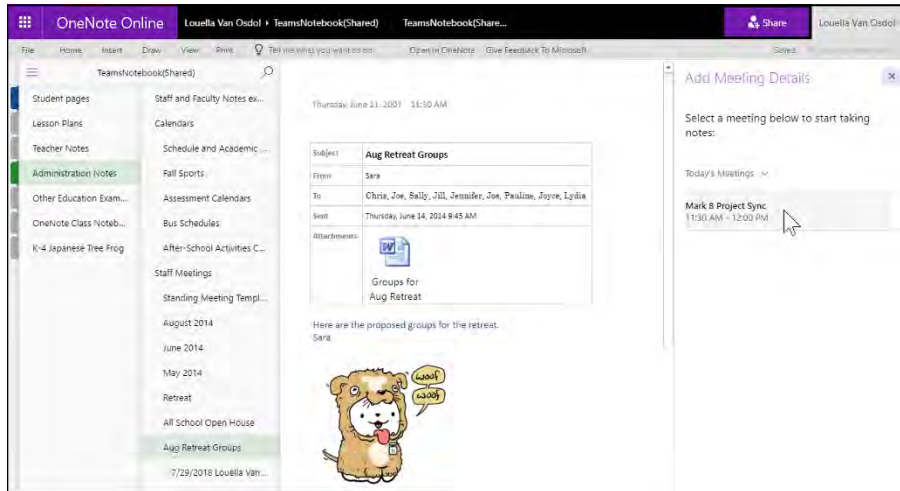 OneNote Online
Louella Van Osdol ▸ TeamsNotebook(Shared)
TeamsNotebook(Share...
Share
Louella Van Osdol
File Home Insert Draw View Print Tell me what you want to do Open in OneNote Give Feedback To Microsoft Saved
TeamsNotebook(Shared)
Student pages
Lesson Plans
Teacher Notes
Administration Notes
Other Education Exam...
OneNote Class Noteb...
K-4 Japanese Tree Frog
Staff and Faculty Notes ex...
Calendars
Schedule and Academic ...
Fall Sports
Assessment Calendars
Bus Schedules
After-School Activities C...
Staff Meetings
Standing Meeting Templ...
August 2014
June 2014
May 2014
Retreat
All School Open House
Aug Retreat Groups
7/29/2018 Louella Van...
Thursday, June 21, 2007 11:50 AM
Subject Aug Retreat Groups
From Sara
To Chris, Joe, Sally, Jill, Jennifer, Joe, Pauline, Joyce, Lydia
Sent Thursday, June 14, 2014 9:45 AM
Attachments
Groups for
Aug Retreat
Here are the proposed groups for the retreat.
Sara
woof
woof
Add Meeting Details
Select a meeting below to start taking
notes:
Today's Meetings
Mark 8 Project Sync
11:30 AM - 12:00 PM